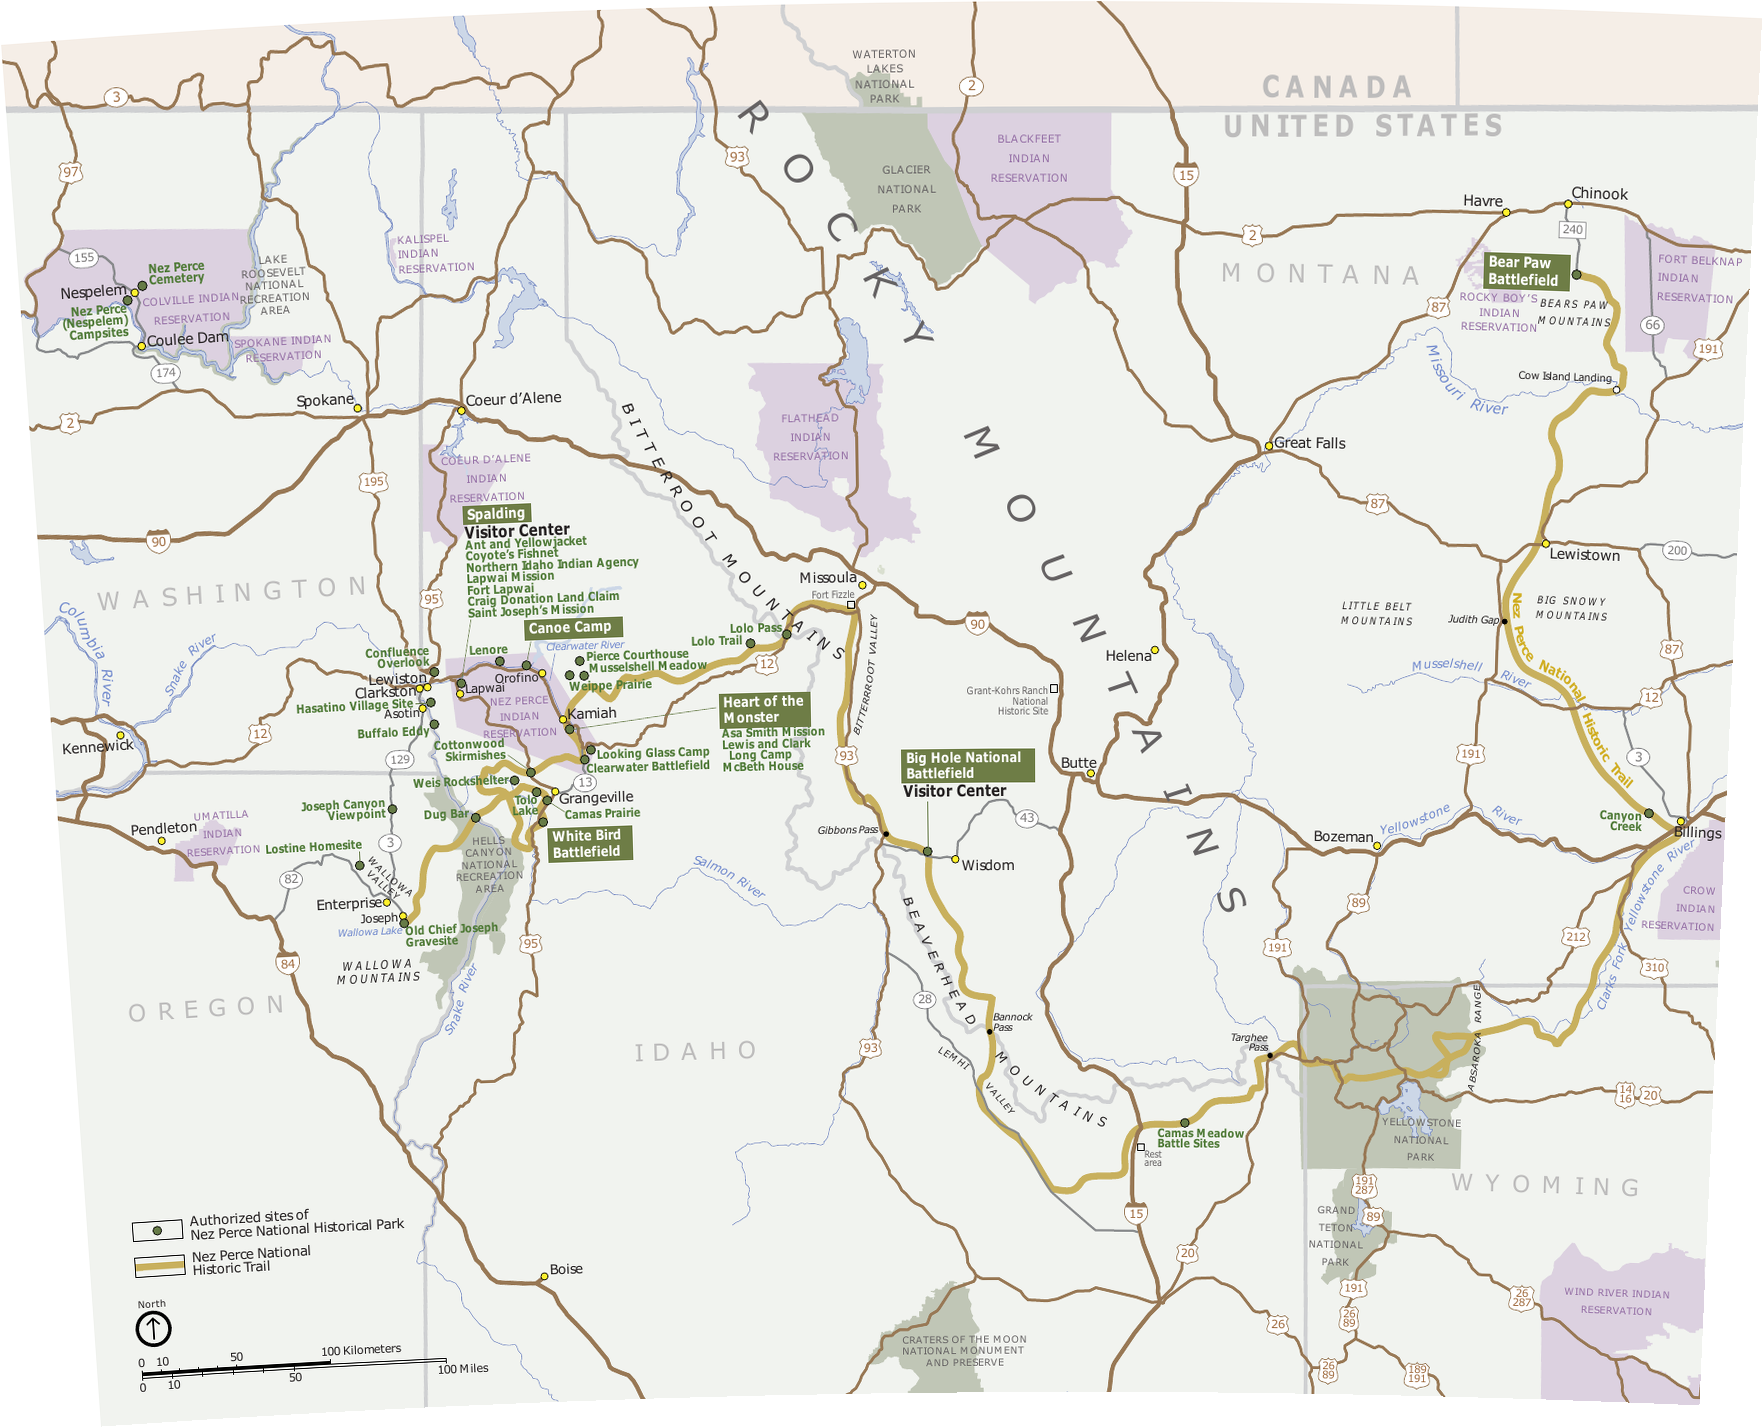 CANADA
UNITED STATES
WATERTON
LAKES
NATIONAL
PARK
GLACIER
NATIONAL
PARK
BLACKFEET
INDIAN
RESERVATION
ROCKY MOUNTAINS
3
97
93
2
15
2
Havre
Chinook
240
Bear Paw
Battlefield
BEARS PAW
MOUNTAINS
ROCKY BOY'S
INDIAN
RESERVATION
FORT BELKNAP
INDIAN
RESERVATION
66
191
87
MONTANA
Missouri River
Cow Island Landing
155
Nez Perce
Cemetery
Nespelem
COLVILLE INDIAN
RESERVATION
Nez Perce
(Nespelem)
Campsites
Coulee Dam
174
LAKE
ROOSEVELT
NATIONAL
RECREATION
AREA
SPOKANE INDIAN
RESERVATION
KALISPEL
INDIAN
RESERVATION
2
Spokane
Coeur d'Alene
COEUR D'ALENE
INDIAN
RESERVATION
195
90
FLATHEAD
INDIAN
RESERVATION
BITTERROOT MOUNTAINS
Great Falls
87
Lewistown
200
WASHINGTON
Columbia River
Snake River
95
Spalding
Visitor Center
Ant and Yellowjacket
Coyote's Fishnet
Northern Idaho Indian Agency
Lapwai Mission
Fort Lapwai
Craig Donation Land Claim
Saint Joseph's Mission
Canoe Camp
Clearwater River
Lenore
Orofino
Pierce Courthouse
Musselshell Meadow
Weippe Prairie
Lolo Trail
Lolo Pass
12
Missoula
Fort Fizzle
BITTERROOT VALLEY
90
Confluence
Overlook
Lewiston
Clarkston
Hasatino Village Site
Asotin
Buffalo Eddy
Lapwai
NEZ PERCE
INDIAN
RESERVATION
Kamiah
Heart of the
Monster
Asa Smith Mission
Lewis and Clark
Long Camp
McBeth House
Looking Glass Camp
Clearwater Battlefield
Cottonwood
Skirmishes
Weis Rockshelter
13
Grangeville
Tolo
Lake
Camas Prairie
White Bird
Battlefield
Dug Bar
HELLS
CANYON
NATIONAL
RECREATION
AREA
Kennewick
12
129
Joseph Canyon
Viewpoint
3
Pendleton
UMATILLA
INDIAN
RESERVATION
Lostine Homesite
WALLOWA
VALLEY
82
Enterprise
Joseph
Wallowa Lake
Old Chief Joseph
Gravesite
WALLOWA
MOUNTAINS
84
OREGON
Snake River
95
IDAHO
Salmon River
93
Gibbons Pass
Big Hole National
Battlefield
Visitor Center
Wisdom
43
Helena
Grant-Kohrs Ranch
National
Historic Site
Butte
LITTLE BELT
MOUNTAINS
Judith Gap
BIG SNOWY
MOUNTAINS
87
Nez Perce National Historic Trail
Musselshell
River
12
191
3
Yellowstone
River
Bozeman
Canyon
Creek
Billings
CROW
INDIAN
RESERVATION
89
191
212
310
Clarks Fork Yellowstone River
BEAVERHEAD
MOUNTAINS
28
93
LEMHI
VALLEY
Bannock
Pass
Targhee
Pass
Camas Meadow
Battle Sites
Rest
area
15
ABSAROKA RANGE
YELLOWSTONE
NATIONAL
PARK
14
16
20
WYOMING
191
287
89
GRAND
TETON
NATIONAL
PARK
191
26
89
26
287
WIND RIVER INDIAN
RESERVATION
20
26
26
89
189
191
CRATERS OF THE MOON
NATIONAL MONUMENT
AND PRESERVE
Boise
Authorized sites of
Nez Perce National Historical Park
Nez Perce National
Historic Trail
North
0 10 50 100 Kilometers
0 10 50 100 Miles